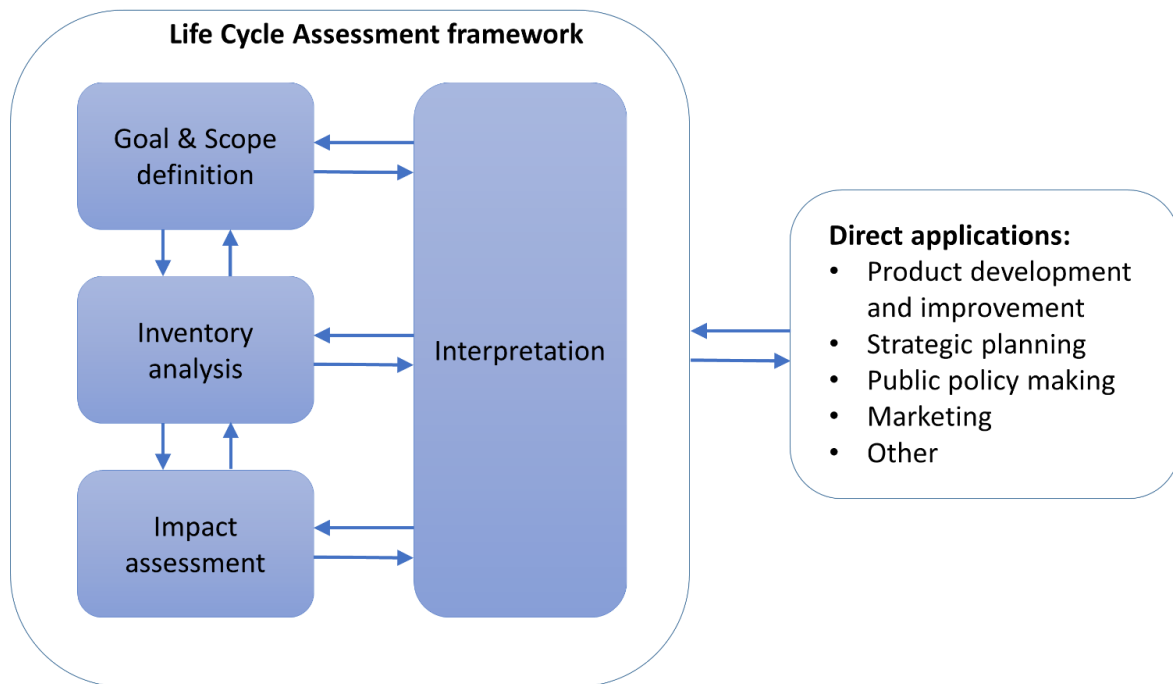 Life Cycle Assessment framework
Goal & Scope
definition
Inventory
analysis
Impact
assessment
Interpretation
Direct applications:
• Product development
and improvement
• Strategic planning
• Public policy making
• Marketing
• Other